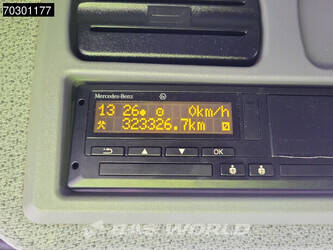 70301177
Mercedes-Benz
13 26 0km/h
323326.7km
OK
BAS WORLD